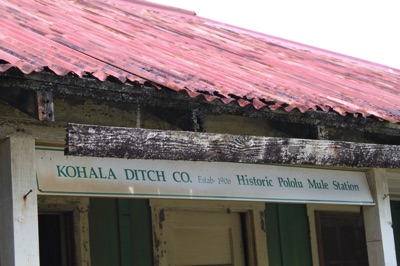 KOHALA DITCH CO. Estab- 1906 Historic Pololu Mule Station